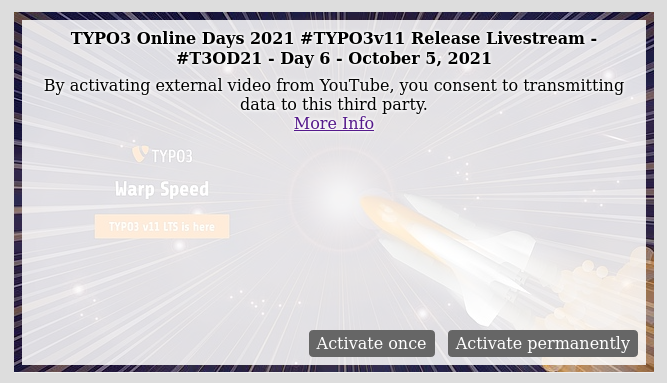 TYPO3 Online Days 2021 #TYPO3v11 Release Livestream -
#T3OD21 - Day 6 - October 5, 2021
By activating external video from YouTube, you consent to transmitting
data to this third party.
More Info
TYPO3
Warp Speed
TYPO3 v11 LTS is here
Activate once
Activate permanently